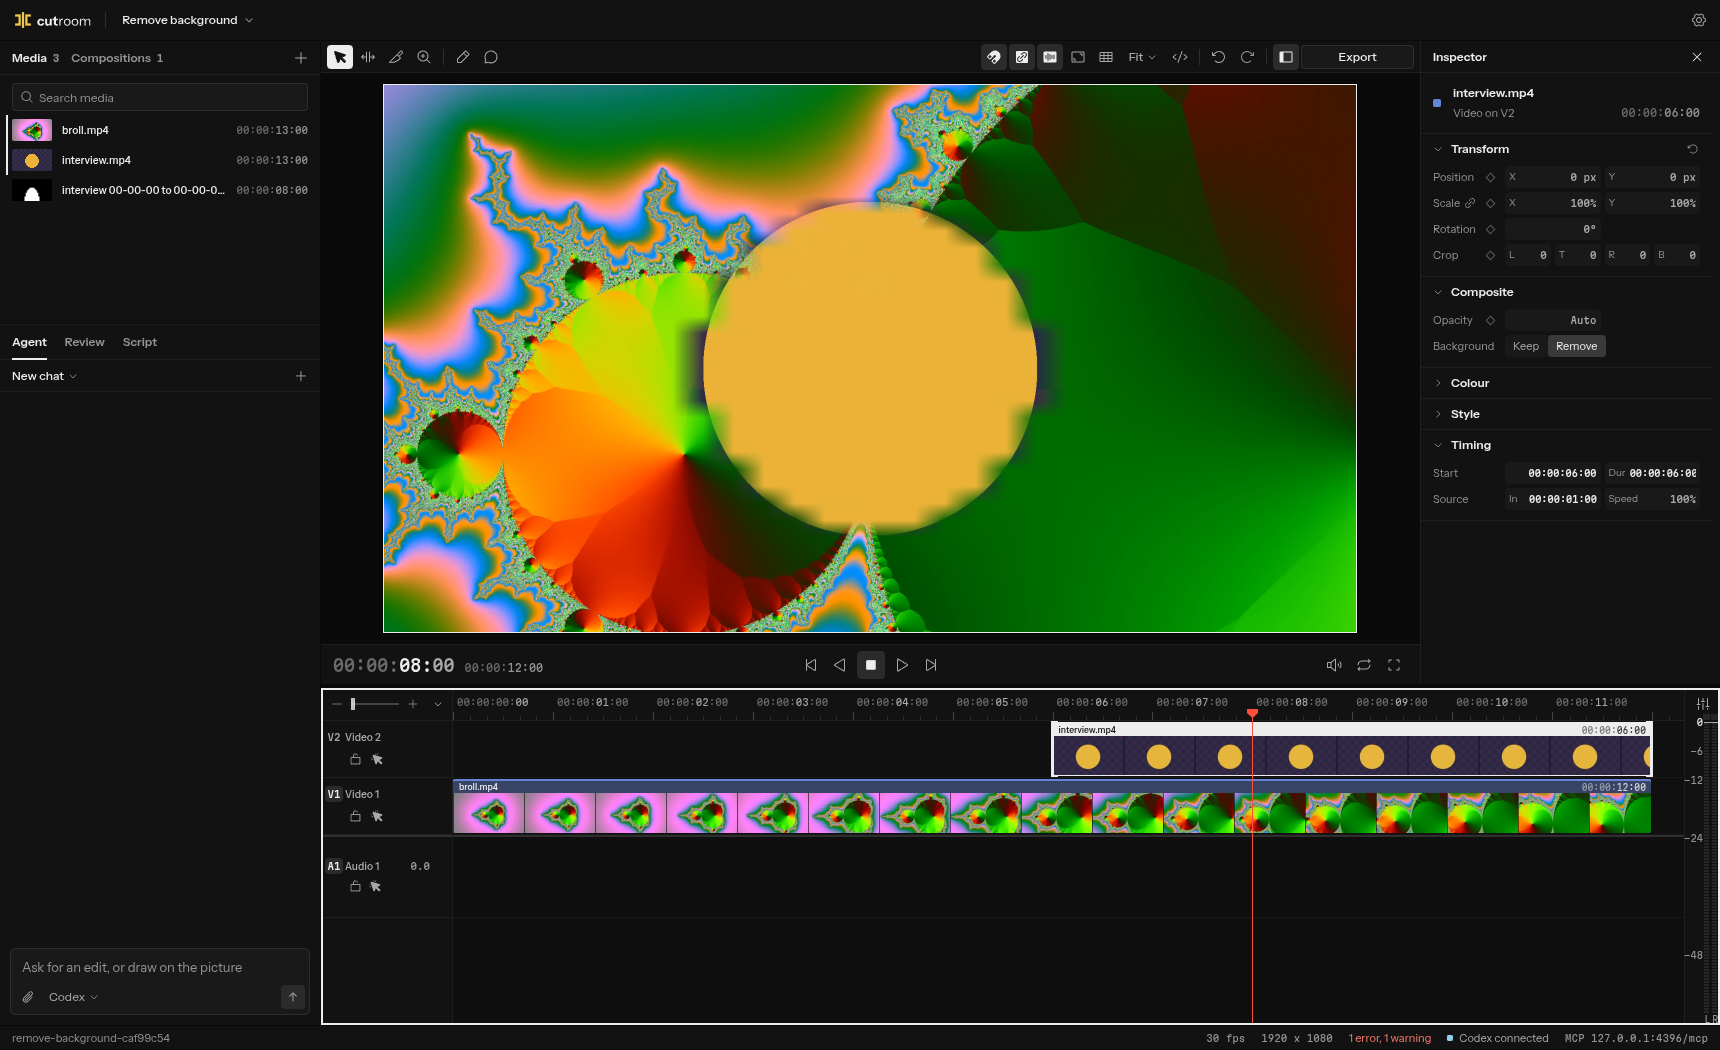 cutroom
Remove background
Media 3 Compositions 1
Search media
broll.mp4 00:00:13:00
interview.mp4 00:00:13:00
interview 00-00-00 to 00-00-0... 00:00:08:00
Agent Review Script
New chat
Ask for an edit, or draw on the picture
Codex
remove-background-caf99c54
Fit
Export
00:00:08:00 00:00:12:00
Inspector
interview.mp4
Video on V2 00:00:06:00
Transform
Position X 0 px Y 0 px
Scale X 100% Y 100%
Rotation 0°
Crop L 0 T 0 R 0 B 0
Composite
Opacity Auto
Background Keep Remove
Colour
Style
Timing
Start 00:00:06:00 Dur 00:00:06:00
Source In 00:00:01:00 Speed 100%
00:00:00:00 00:00:01:00 00:00:02:00 00:00:03:00 00:00:04:00 00:00:05:00 00:00:06:00 00:00:07:00 00:00:08:00 00:00:09:00 00:00:10:00 00:00:11:00
V2 Video 2
interview.mp4 00:00:06:00
V1 Video 1
broll.mp4 00:00:12:00
A1 Audio 1 0.0
0
-6
-12
-24
-48
L R
30 fps 1920 x 1080 1 error, 1 warning Codex connected MCP 127.0.0.1:4396/mcp